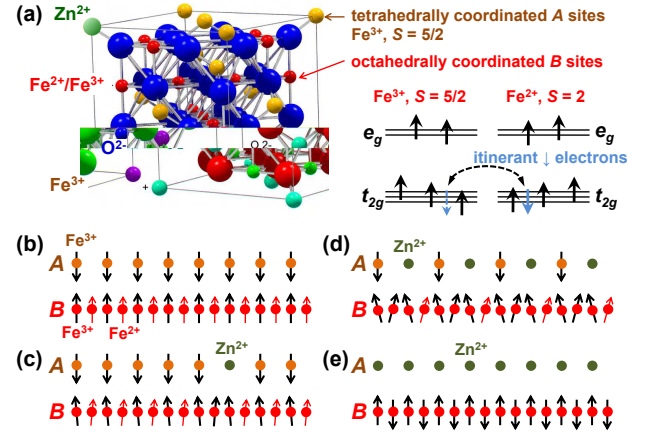 (a)
Zn2+
tetrahedrally coordinated A sites
Fe3+, S = 5/2
octahedrally coordinated B sites
Fe2+/Fe3+
Fe3+, S = 5/2
Fe2+, S = 2
eg
eg
O2-
O2-
itinerant ↓ electrons
Fe3+
+
t2g
t2g
(b)
Fe3+
A
B
Fe3+
Fe2+
(d)
Zn2+
A
B
(c)
Zn2+
A
B
(e)
Zn2+
A
B